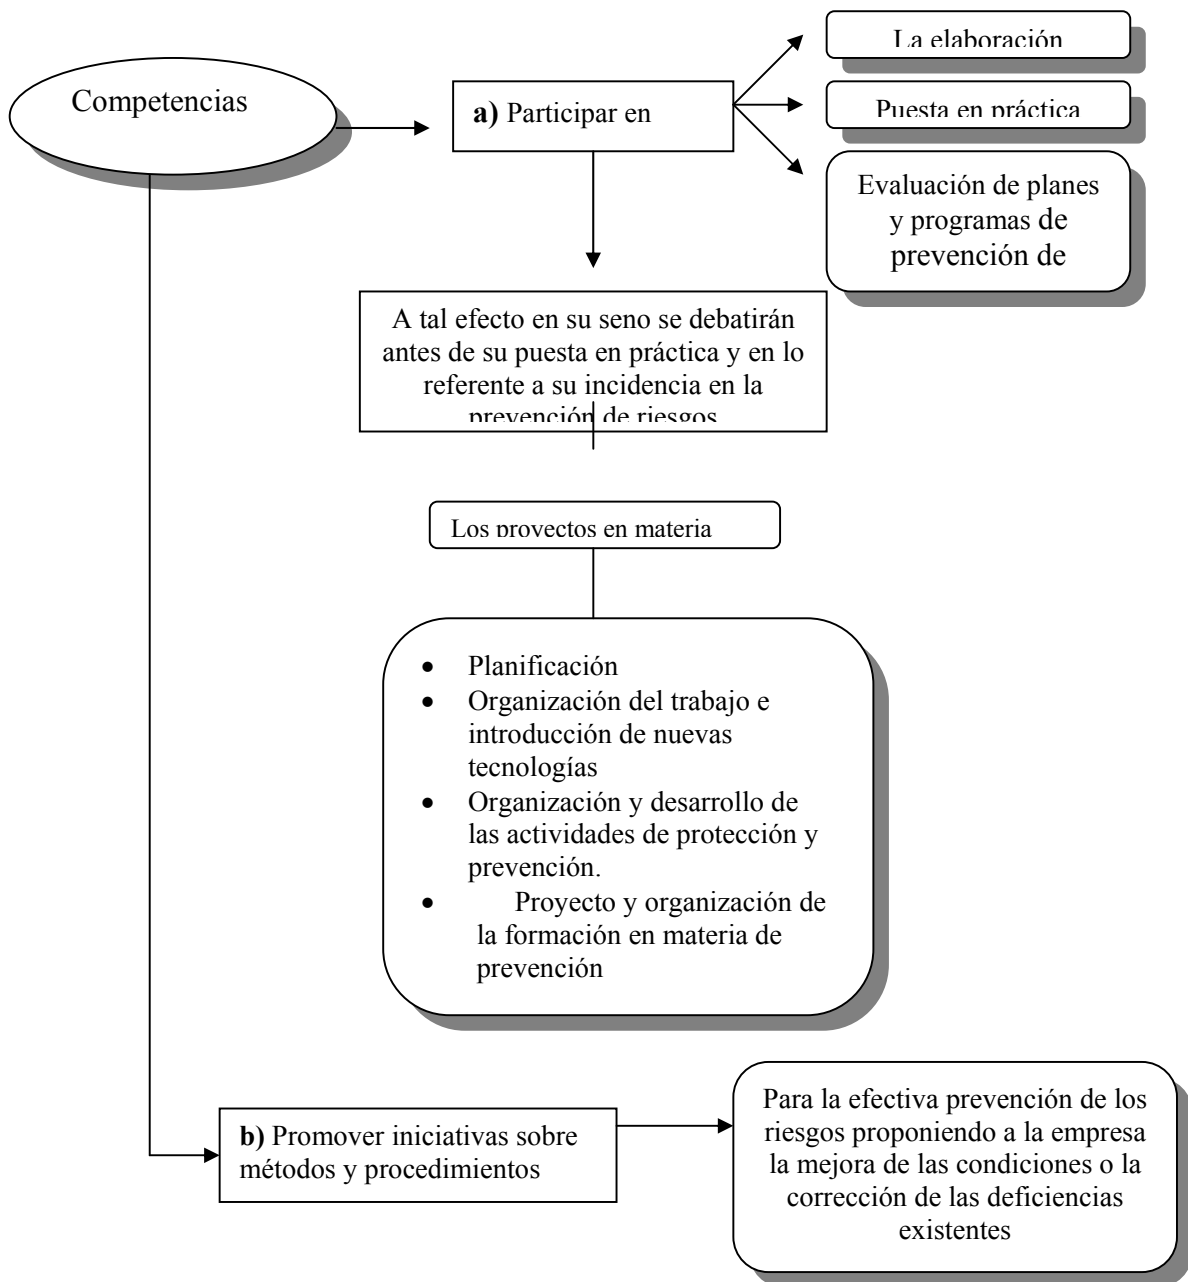 La elaboración
Competencias
a) Participar en
Puesta en práctica
Evaluación de planes
y programas de
prevención de
A tal efecto en su seno se debatirán
antes de su puesta en práctica y en lo
referente a su incidencia en la
prevención de riesgos
Los proyectos en materia
• Planificación
• Organización del trabajo e
introducción de nuevas
tecnologías
• Organización y desarrollo de
las actividades de protección y
prevención.
• Proyecto y organización de
la formación en materia de
prevención
b) Promover iniciativas sobre
métodos y procedimientos
Para la efectiva prevención de los
riesgos proponiendo a la empresa
la mejora de las condiciones o la
corrección de las deficiencias
existentes